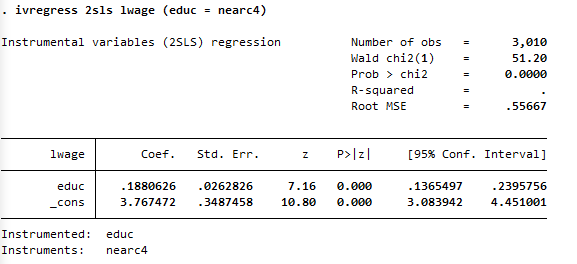 . ivregress 2sls lwage (educ = nearc4)
Instrumental variables (2SLS) regression Number of obs = 3,010
Wald chi2(1) = 51.20
Prob > chi2 = 0.0000
R-squared = .
Root MSE = .55667
lwage Coef. Std. Err. z P>|z| [95% Conf. Interval]
educ .1880626 .0262826 7.16 0.000 .1365497 .2395756
_cons 3.767472 .3487458 10.80 0.000 3.083942 4.451001
Instrumented: educ
Instruments: nearc4